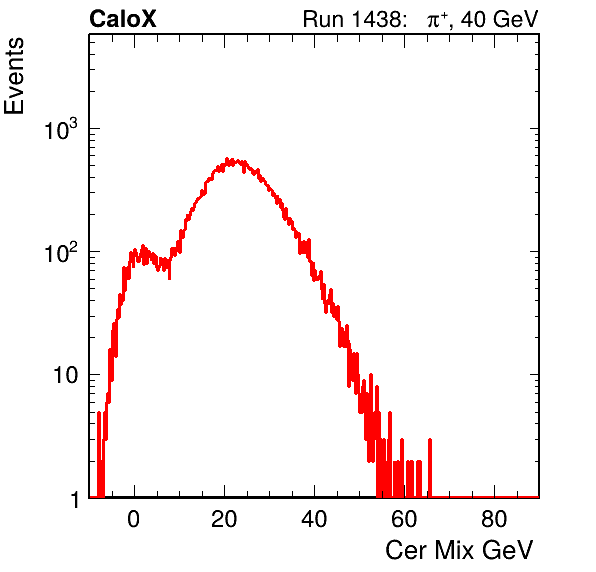 CaloX Run 1438: π⁺, 40 GeV
Events
10³
10²
10
1
0 20 40 60 80
Cer Mix GeV